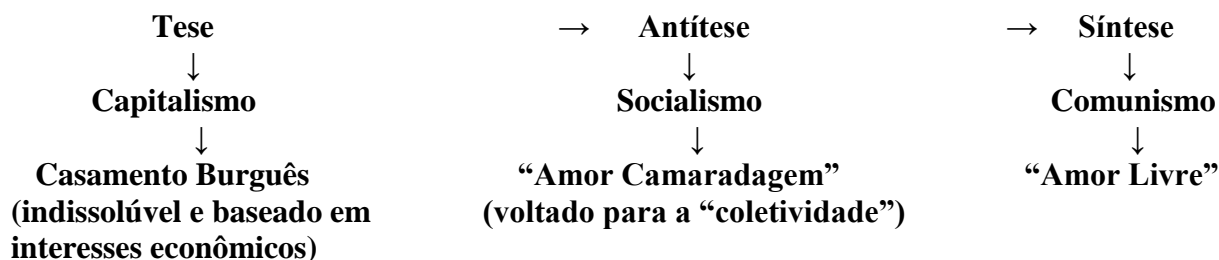 Tese → Antítese → Síntese
↓ ↓ ↓
Capitalismo Socialismo Comunismo
↓ ↓ ↓
Casamento Burguês “Amor Camaradagem” “Amor Livre”
(indissolúvel e baseado em (voltado para a “coletividade”)
interesses econômicos)